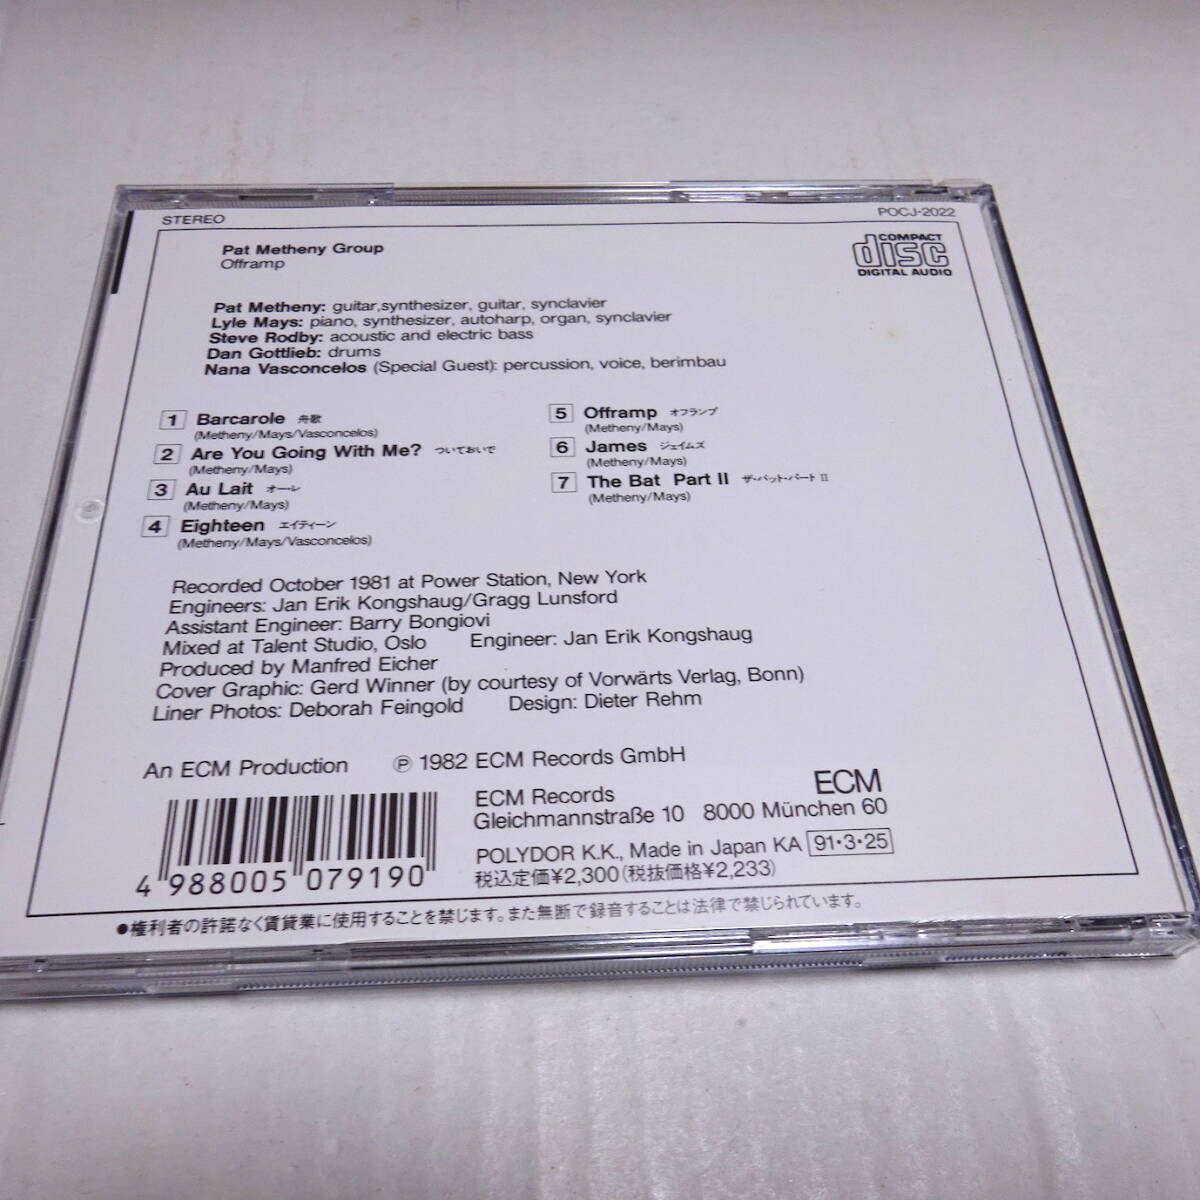 STEREO
POCJ-2022
COMPACT
disc
DIGITAL AUDIO
Pat Metheny Group
Offramp
Pat Metheny: guitar,synthesizer, guitar, synclavier
Lyle Mays: piano, synthesizer, autoharp, organ, synclavier
Steve Rodby: acoustic and electric bass
Dan Gottlieb: drums
Nana Vasconcelos (Special Guest): percussion, voice, berimbau
1 Barcarole 舟歌
(Metheny/Mays/Vasconcelos)
2 Are You Going With Me? ついておいで
(Metheny/Mays)
3 Au Lait オー・レ
(Metheny/Mays)
4 Eighteen エイティーン
(Metheny/Mays/Vasconcelos)
5 Offramp オフランプ
(Metheny/Mays)
6 James ジェイムズ
(Metheny/Mays)
7 The Bat Part II ザ・バット・パート II
(Metheny/Mays)
Recorded October 1981 at Power Station, New York
Engineers: Jan Erik Kongshaug/Gragg Lunsford
Assistant Engineer: Barry Bongiovi
Mixed at Talent Studio, Oslo Engineer: Jan Erik Kongshaug
Produced by Manfred Eicher
Cover Graphic: Gerd Winner (by courtesy of Vorwärts Verlag, Bonn)
Liner Photos: Deborah Feingold Design: Dieter Rehm
An ECM Production ℗ 1982 ECM Records GmbH
ECM Records
ECM
Gleichmannstraße 10 8000 München 60
POLYDOR K.K., Made in Japan KA 91・3・25
税込定価¥2,300(税抜価格¥2,233)
4 988005 079190
●権利者の許諾なく賃貸業に使用することを禁じます。また無断で録音することは法律で禁じられています。